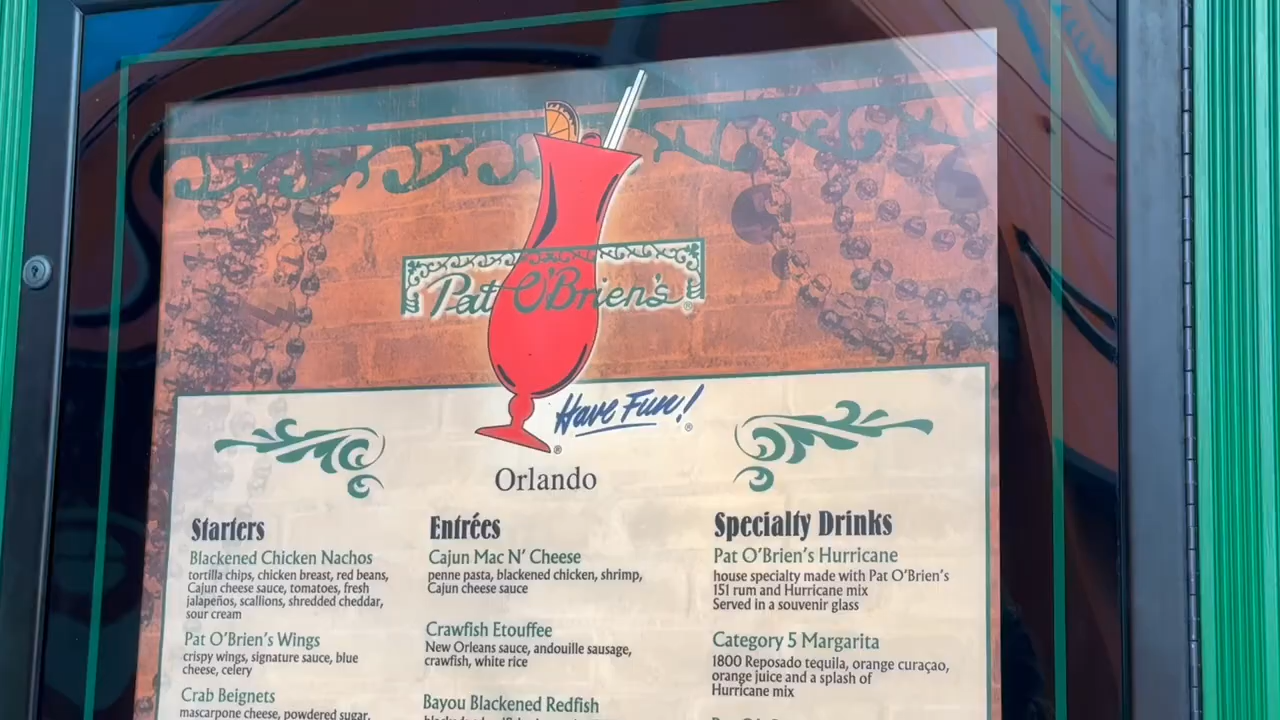 Pat O'Brien's
Have Fun!
Orlando
Starters
Blackened Chicken Nachos
tortilla chips, chicken breast, red beans,
Cajun cheese sauce, tomatoes, fresh
jalapeños, scallions, shredded cheddar,
sour cream
Pat O'Brien's Wings
crispy wings, signature sauce, blue
cheese, celery
Crab Beignets
mascarpone cheese, powdered sugar,
Entrées
Cajun Mac N' Cheese
penne pasta, blackened chicken, shrimp,
Cajun cheese sauce
Crawfish Etouffee
New Orleans sauce, andouille sausage,
crawfish, white rice
Bayou Blackened Redfish
Specialty Drinks
Pat O'Brien's Hurricane
house specialty made with Pat O'Brien's
151 rum and Hurricane mix
Served in a souvenir glass
Category 5 Margarita
1800 Reposado tequila, orange curaçao,
orange juice and a splash of
Hurricane mix